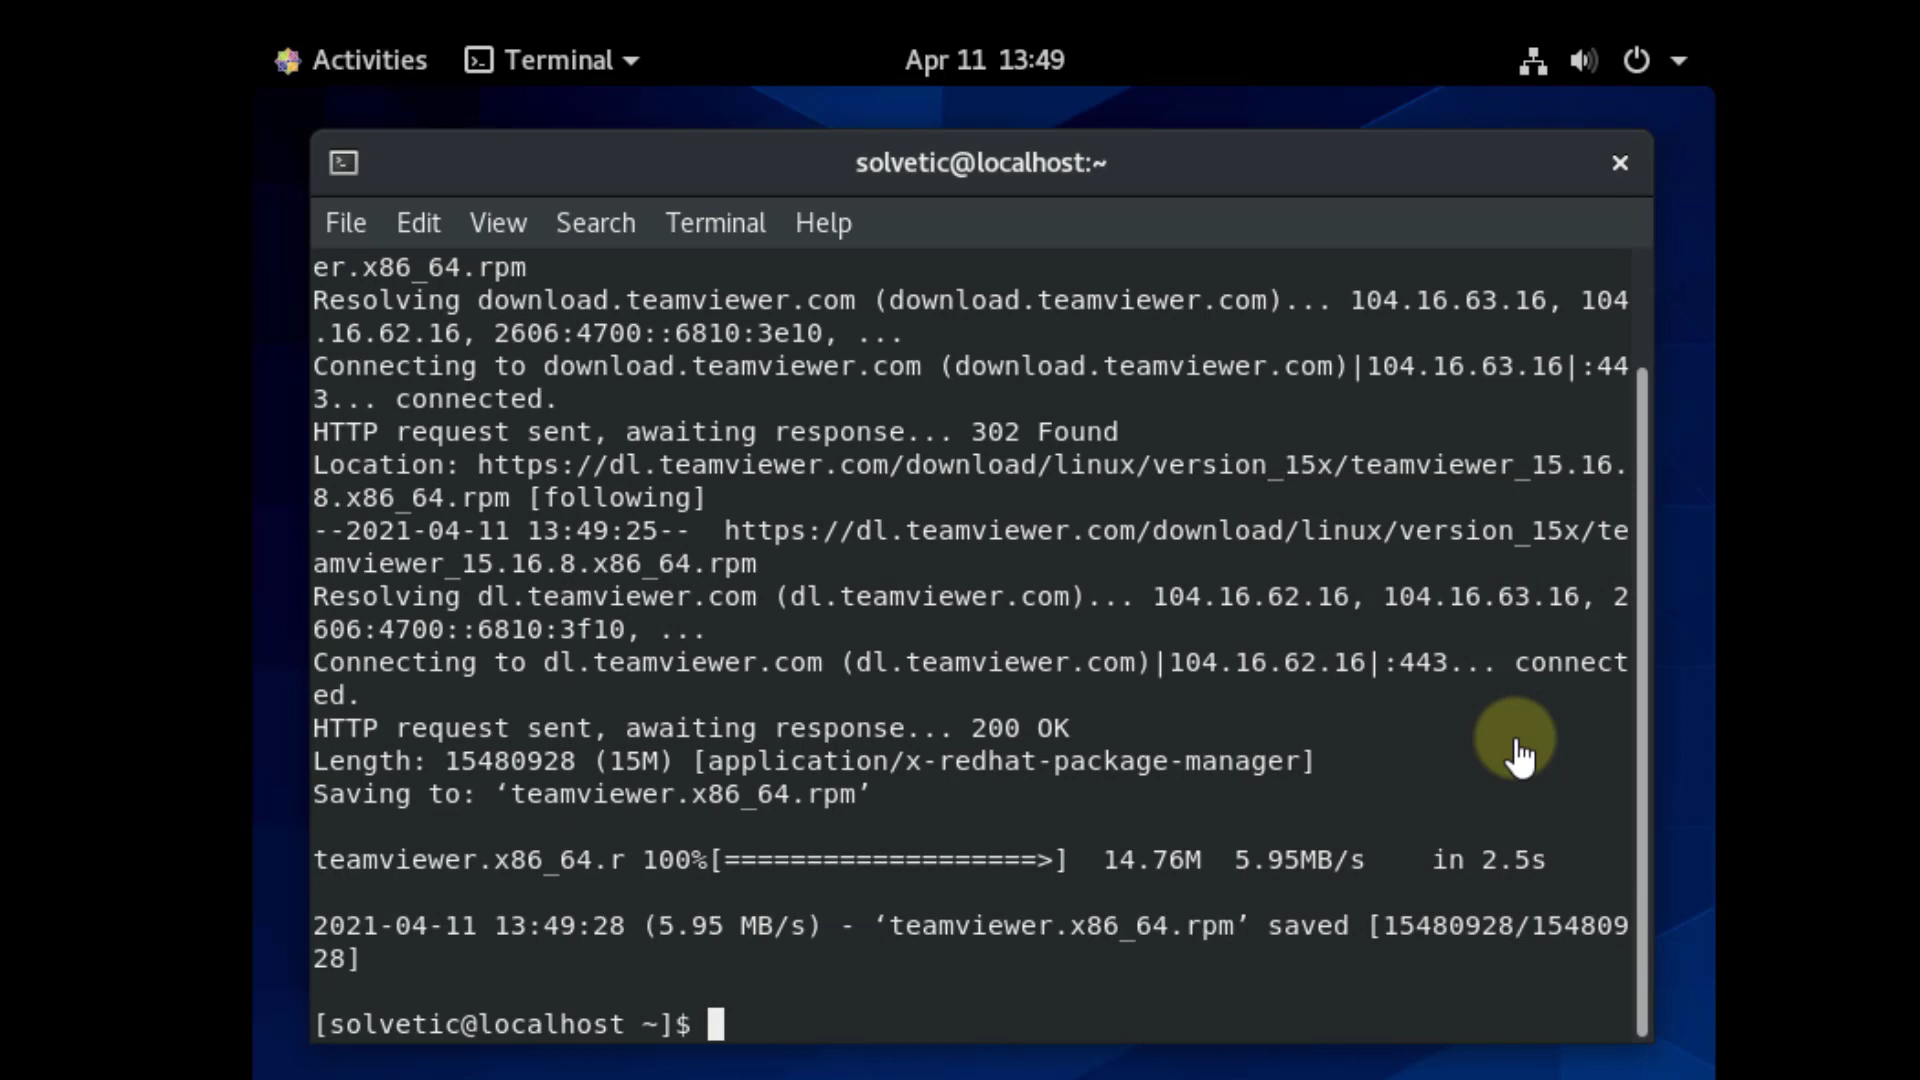 Activities
Terminal
Apr 11 13:49
solvetic@localhost:~
File Edit View Search Terminal Help
er.x86_64.rpm
Resolving download.teamviewer.com (download.teamviewer.com)... 104.16.63.16, 104
.16.62.16, 2606:4700::6810:3e10, ...
Connecting to download.teamviewer.com (download.teamviewer.com)|104.16.63.16|:44
3... connected.
HTTP request sent, awaiting response... 302 Found
Location: https://dl.teamviewer.com/download/linux/version_15x/teamviewer_15.16.
8.x86_64.rpm [following]
--2021-04-11 13:49:25--  https://dl.teamviewer.com/download/linux/version_15x/te
amviewer_15.16.8.x86_64.rpm
Resolving dl.teamviewer.com (dl.teamviewer.com)... 104.16.62.16, 104.16.63.16, 2
606:4700::6810:3f10, ...
Connecting to dl.teamviewer.com (dl.teamviewer.com)|104.16.62.16|:443... connect
ed.
HTTP request sent, awaiting response... 200 OK
Length: 15480928 (15M) [application/x-redhat-package-manager]
Saving to: ‘teamviewer.x86_64.rpm’
teamviewer.x86_64.r 100%[===================>]  14.76M  5.95MB/s    in 2.5s
2021-04-11 13:49:28 (5.95 MB/s) - ‘teamviewer.x86_64.rpm’ saved [15480928/154809
28]
[solvetic@localhost ~]$